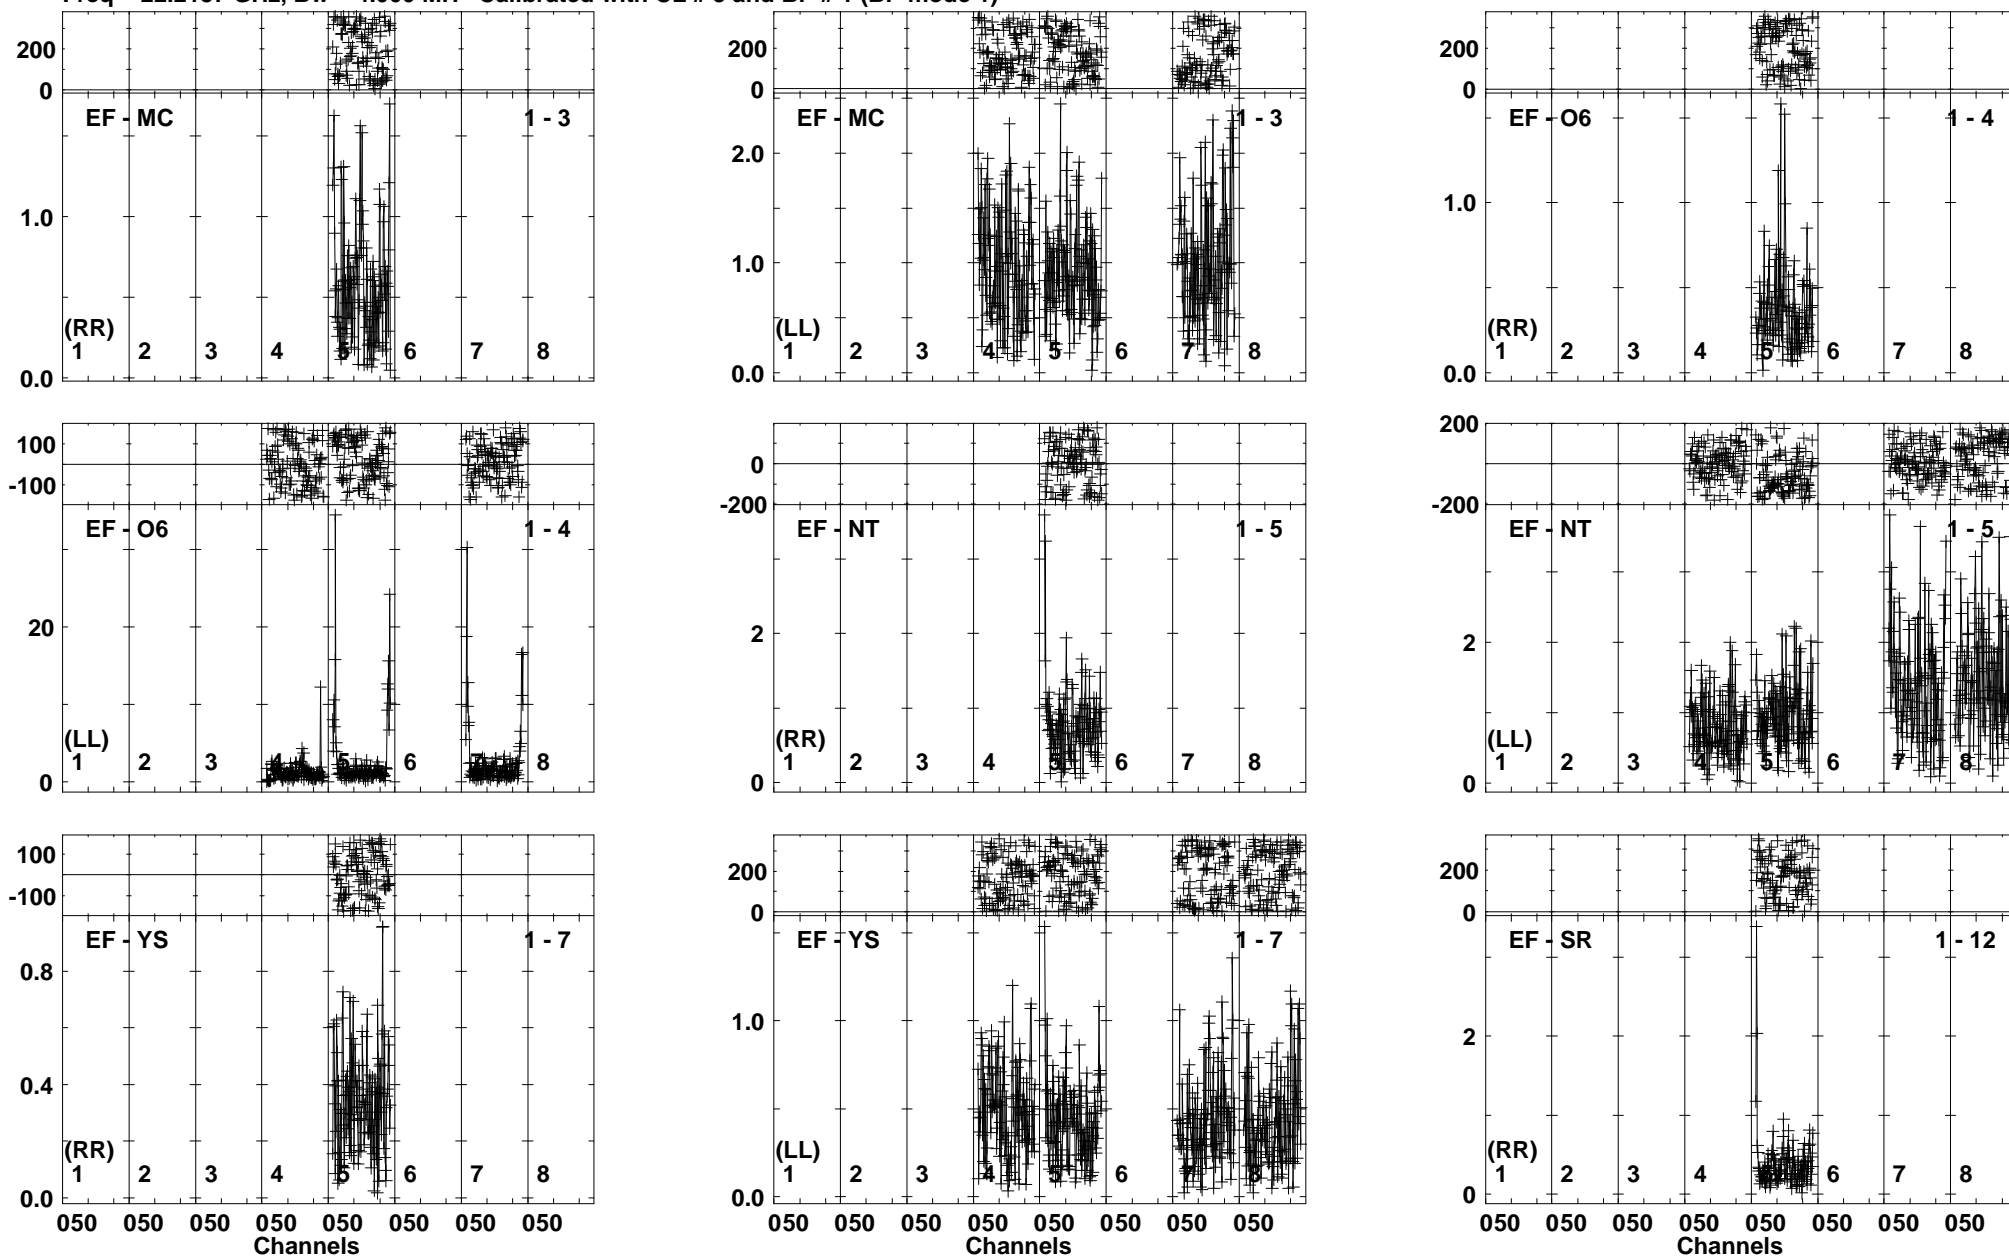 200 200 200
0 0 0
EF - MC 1 - 3 EF - MC 1 - 3 EF - O6 1 - 4
2.0
1.0 1.0 1.0
(RR) (LL) (RR)
1 2 3 4 5 6 7 8 1 2 3 4 5 6 7 8 1 2 3 4 5 6 7 8
0.0 0.0 0.0
100 0 200
-100 -200 -200
EF - O6 1 - 4 EF - NT 1 - 5 EF - NT 1 - 5
20 2 2
(LL) (RR) (LL)
1 2 3 4 5 6 7 8 1 2 3 4 5 6 7 8 1 2 3 4 5 6 7 8
0 0 0
100 200 200
-100 0 0
EF - YS 1 - 7 EF - YS 1 - 7 EF - SR 1 - 12
0.8 1.0 2
0.4
(RR) (LL) (RR)
1 2 3 4 5 6 7 8 1 2 3 4 5 6 7 8 1 2 3 4 6 7 8
0.0 0.0 0
050 050 050 050 050 050 050 050 050 050 050 050 050 050 050 050 050 050 050 050 050 050 050 050
Channels Channels Channels